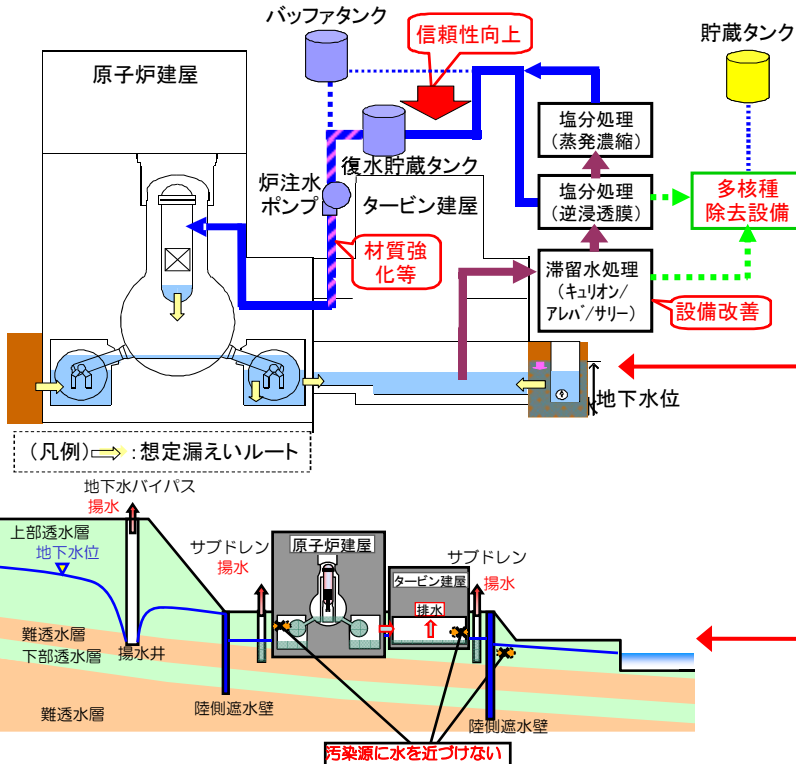 バッファタンク
信頼性向上
貯蔵タンク
原子炉建屋
塩分処理
(蒸発濃縮)
復水貯蔵タンク
炉注水
ポンプ
タービン建屋
塩分処理
(逆浸透膜)
多核種
除去設備
材質強
化等
滞留水処理
(キュリオン/
アレバ/サリー)
設備改善
地下水位
(凡例)
:想定漏えいルート
地下水バイパス
揚水
上部透水層
地下水位
サブドレン
揚水
原子炉建屋
タービン建屋
サブドレン
揚水
排水
難透水層
下部透水層
揚水井
難透水層
陸側遮水壁
陸側遮水壁
汚染源に水を近づけない